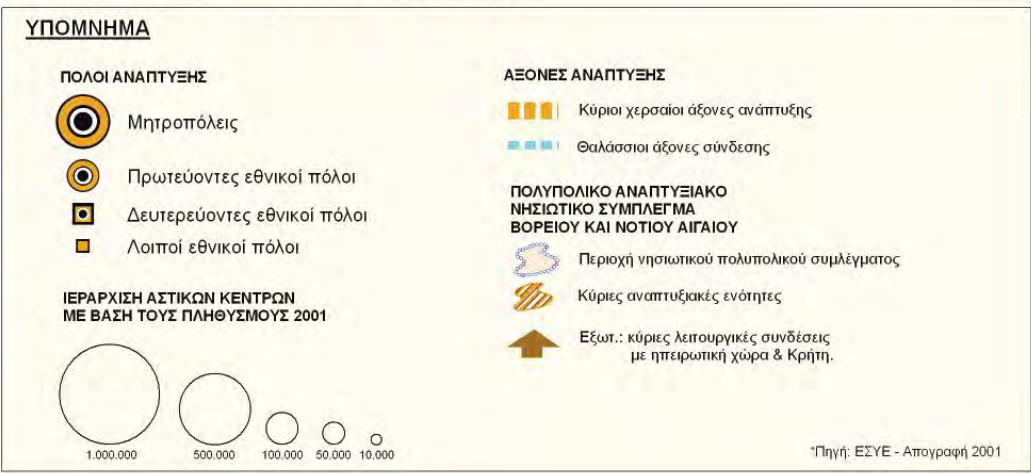 ΥΠΟΜΝΗΜΑ
ΠΟΛΟΙ ΑΝΑΠΤΥΞΗΣ
Μητροπόλεις
Πρωτεύοντες εθνικοί πόλοι
Δευτερεύοντες εθνικοί πόλοι
Λοιποί εθνικοί πόλοι
ΙΕΡΑΡΧΙΣΗ ΑΣΤΙΚΩΝ ΚΕΝΤΡΩΝ
ΜΕ ΒΑΣΗ ΤΟΥΣ ΠΛΗΘΥΣΜΟΥΣ 2001
1.000.000 500.000 100.000 50.000 10.000
ΑΞΟΝΕΣ ΑΝΑΠΤΥΞΗΣ
Κύριοι χερσαίοι άξονες ανάπτυξης
Θαλάσσιοι άξονες σύνδεσης
ΠΟΛΥΠΟΛΙΚΟ ΑΝΑΠΤΥΞΙΑΚΟ
ΝΗΣΙΩΤΙΚΟ ΣΥΜΠΛΕΓΜΑ
ΒΟΡΕΙΟΥ ΚΑΙ ΝΟΤΙΟΥ ΑΙΓΑΙΟΥ
Περιοχή νησιωτικού πολυπολικού συμλέγματος
Κύριες αναπτυξιακές ενότητες
Εξωτ.: κύριες λειτουργικές συνδέσεις
με ηπειρωτική χώρα & Κρήτη.
*Πηγή: ΕΣΥΕ - Απογραφή 2001